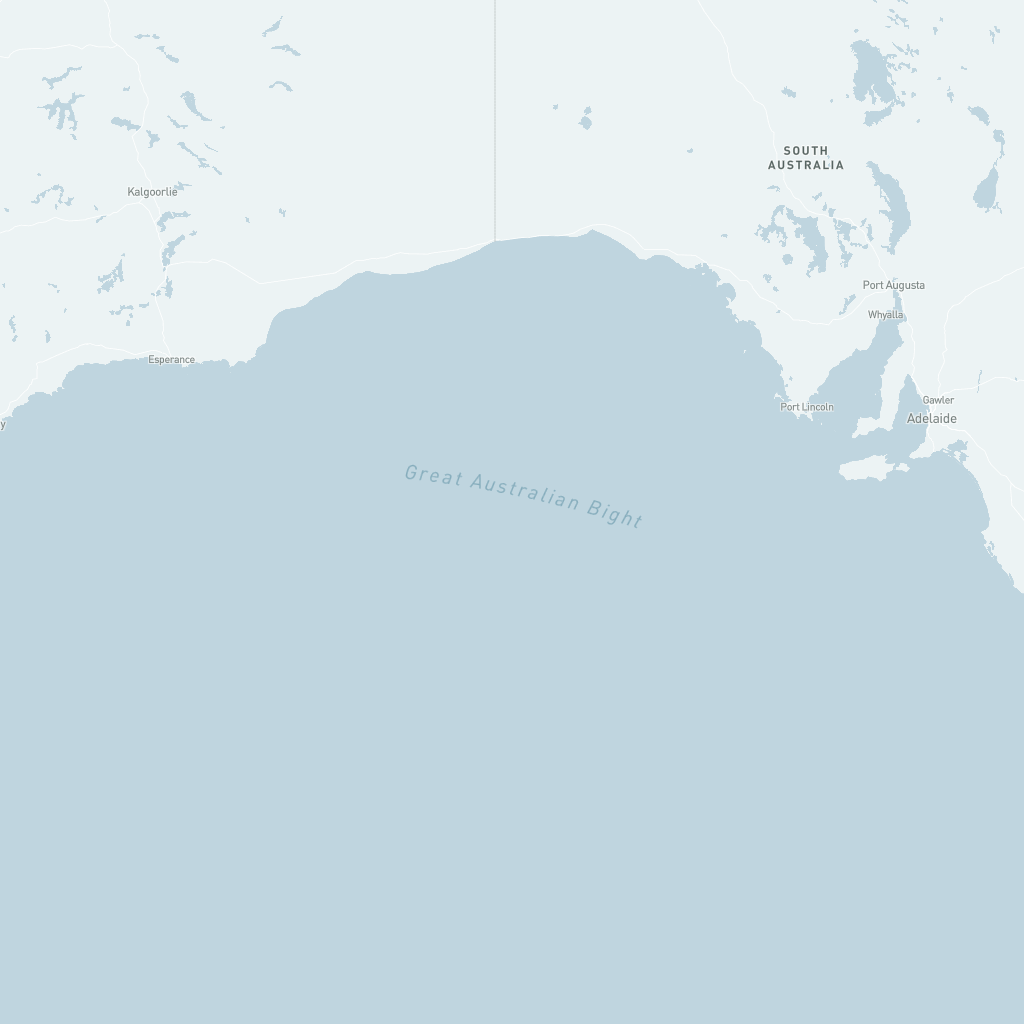 SOUTH
AUSTRALIA
Kalgoorlie
Port Augusta
Whyalla
Esperance
Gawler
Port Lincoln
Adelaide
y
Great Australian Bight